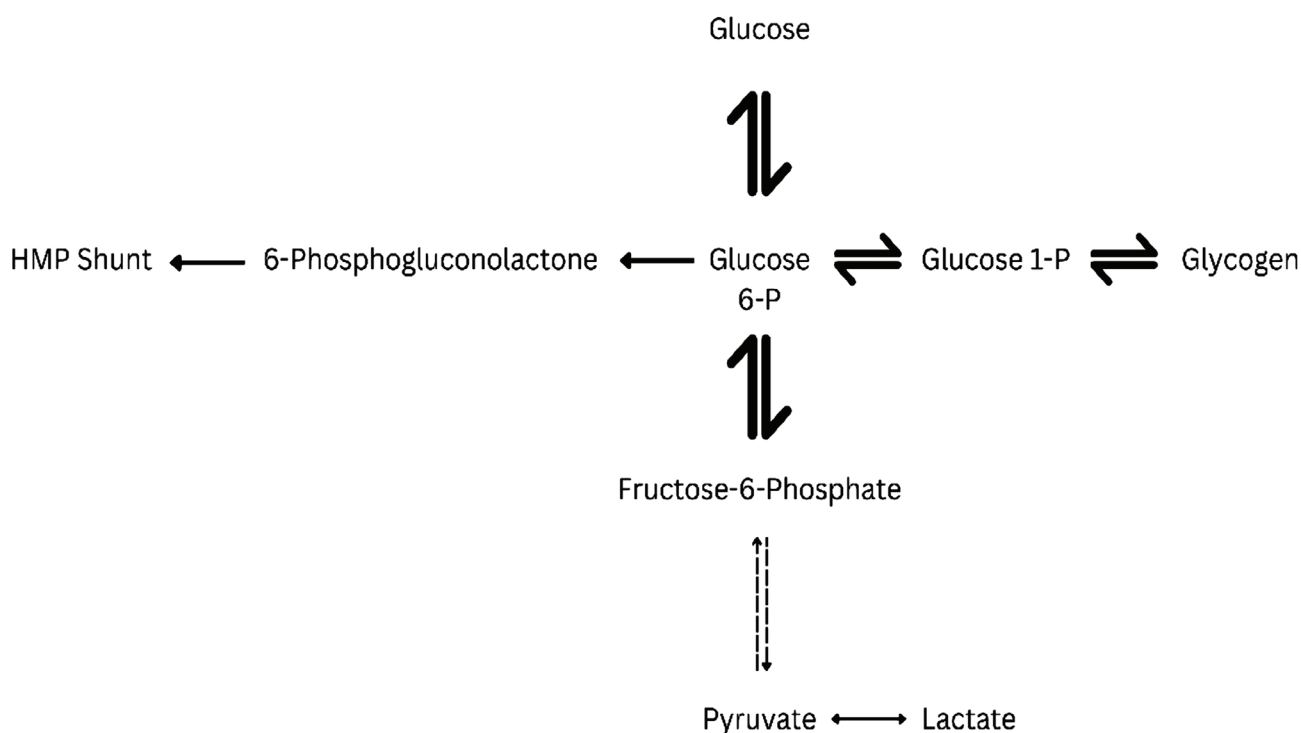 Glucose
HMP Shunt
6-Phosphogluconolactone
Glucose
6-P
Glucose 1-P
Glycogen
Fructose-6-Phosphate
Pyruvate
Lactate